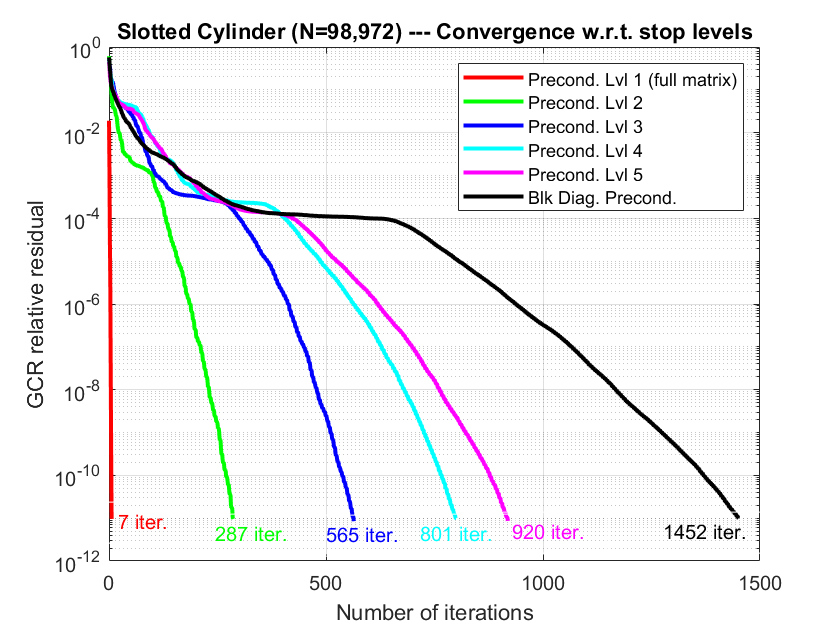 Slotted Cylinder (N=98,972) --- Convergence w.r.t. stop levels
10^0
10^-2
10^-4
10^-6
10^-8
10^-10
10^-12
GCR relative residual
Precond. Lvl 1 (full matrix)
Precond. Lvl 2
Precond. Lvl 3
Precond. Lvl 4
Precond. Lvl 5
Blk Diag. Precond.
7 iter.
287 iter.
565 iter.
801 iter.
920 iter.
1452 iter.
0
500
1000
1500
Number of iterations